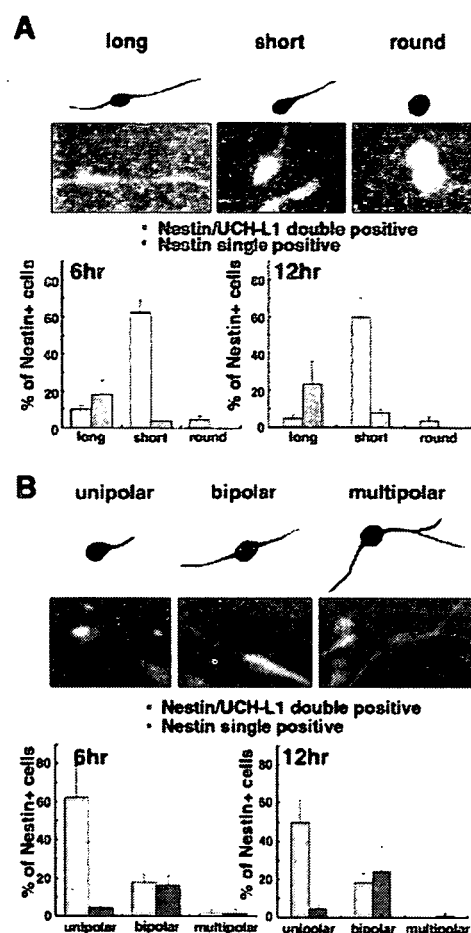 A
long short round
Nestin/UCH-L1 double positive
Nestin single positive
6hr 12hr
% of Nestin+ cells % of Nestin+ cells
80 80
60 60
40 40
20 20
0 0
long short round long short round
B
unipolar bipolar multipolar
Nestin/UCH-L1 double positive
Nestin single positive
6hr 12hr
% of Nestin+ cells % of Nestin+ cells
80 80
60 60
40 40
20 20
0 0
unipolar bipolar multipolar unipolar bipolar multipolar